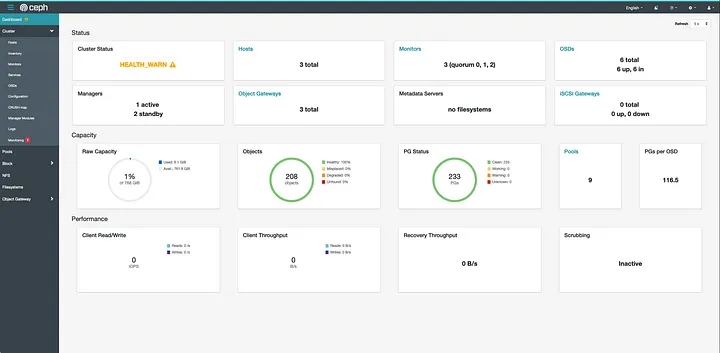 ceph
English
Dashboard
Cluster
Hosts
Inventory
Monitors
Services
OSDs
Configuration
CRUSH map
Manager Modules
Logs
Monitoring
Pools
Block
NFS
Filesystems
Object Gateway
Refresh 5 s
Status
Cluster Status
HEALTH_WARN
Hosts
3 total
Monitors
3 (quorum 0, 1, 2)
OSDs
6 total
6 up, 6 in
Managers
1 active
2 standby
Object Gateways
3 total
Metadata Servers
no filesystems
iSCSI Gateways
0 total
0 up, 0 down
Capacity
Raw Capacity
1%
of 768 GiB
Used: 6.1 GiB
Avail.: 761.9 GiB
Objects
208
objects
Healthy: 100%
Misplaced: 0%
Degraded: 0%
Unfound: 0%
PG Status
233
PGs
Clean: 233
Working: 0
Warning: 0
Unknown: 0
Pools
9
PGs per OSD
116.5
Performance
Client Read/Write
0
IOPS
Reads: 0 /s
Writes: 0 /s
Client Throughput
0
B/s
Reads: 0 B/s
Writes: 0 B/s
Recovery Throughput
0 B/s
Scrubbing
Inactive